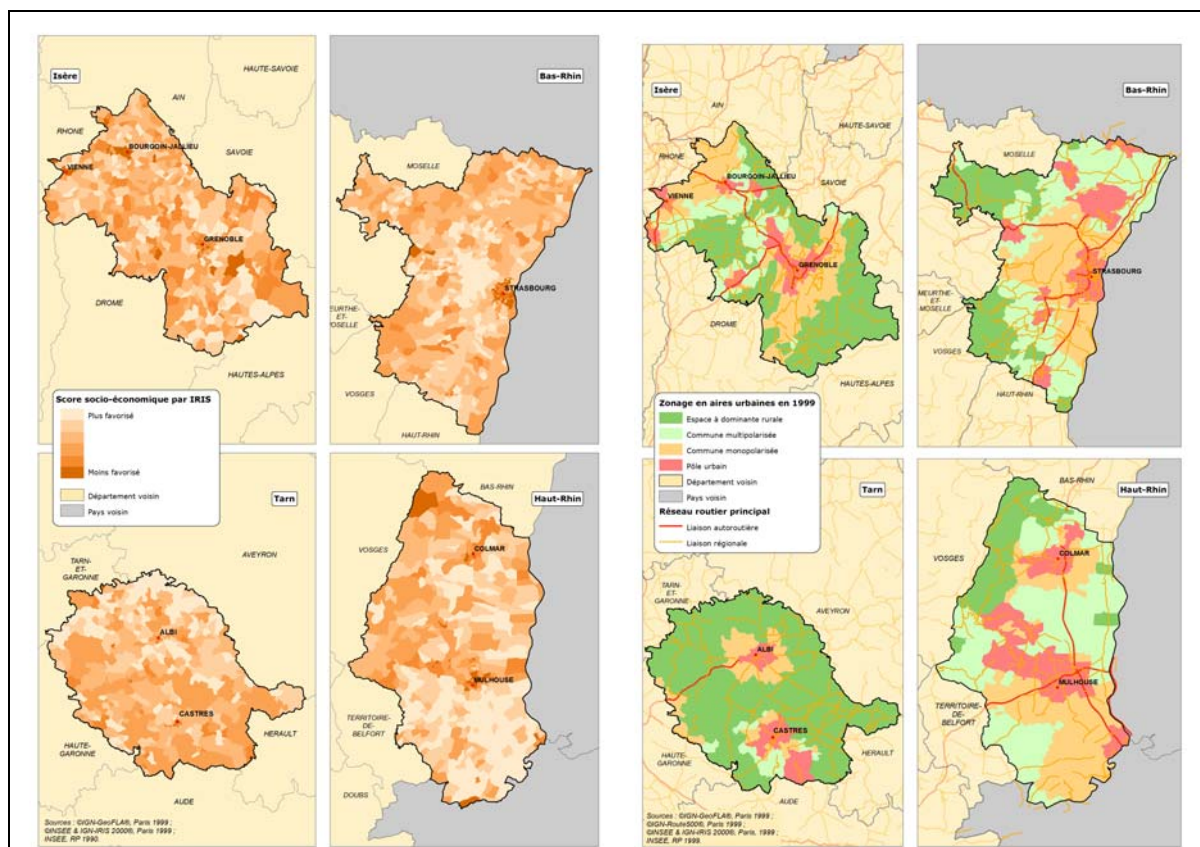 Isère
HAUTE-SAVOIE
AIN
RHONE
BOURGOIN-JALLIEU
SAVOIE
VIENNE
GRENOBLE
DROME
HAUTES-ALPES
Bas-Rhin
MOSELLE
STRASBOURG
MEURTHE-
ET-
MOSELLE
VOSGES
HAUT-RHIN
Score socio-économique par IRIS
Plus favorisé
Moins favorisé
Département voisin
Pays voisin
Tarn
TARN-
ET-
GARONNE
AVEYRON
ALBI
CASTRES
HAUTE-
GARONNE
HERAULT
AUDE
Sources : ©IGN-GeoFLA®, Paris 1999 ;
©INSEE & IGN-IRIS 2000®, Paris 1999 ;
INSEE, RP 1990.
BAS-RHIN
Haut-Rhin
VOSGES
COLMAR
MULHOUSE
TERRITOIRE-
DE-
BELFORT
DOUBS
Isère
AIN
HAUTE-SAVOIE
RHONE
BOURGOIN-JALLIEU
SAVOIE
VIENNE
GRENOBLE
DROME
HAUTES-ALPES
Bas-Rhin
MOSELLE
STRASBOURG
MEURTHE-
ET-
MOSELLE
VOSGES
HAUT-RHIN
Zonage en aires urbaines en 1999
Espace à dominante rurale
Commune multipolarisée
Commune monopolarisée
Pôle urbain
Département voisin
Pays voisin
Réseau routier principal
Liaison autoroutière
Liaison régionale
Tarn
TARN-
ET-
GARONNE
AVEYRON
ALBI
CASTRES
HAUTE-
GARONNE
HERAULT
AUDE
Sources : ©IGN-GeoFLA®, Paris 1999 ;
©IGN-Route500®, Paris 1999 ;
©INSEE & IGN-IRIS 2000®, Paris, 1999 ;
INSEE, RP 1999.
BAS-RHIN
Haut-Rhin
VOSGES
COLMAR
MULHOUSE
TERRITOIRE-
DE-
BELFORT